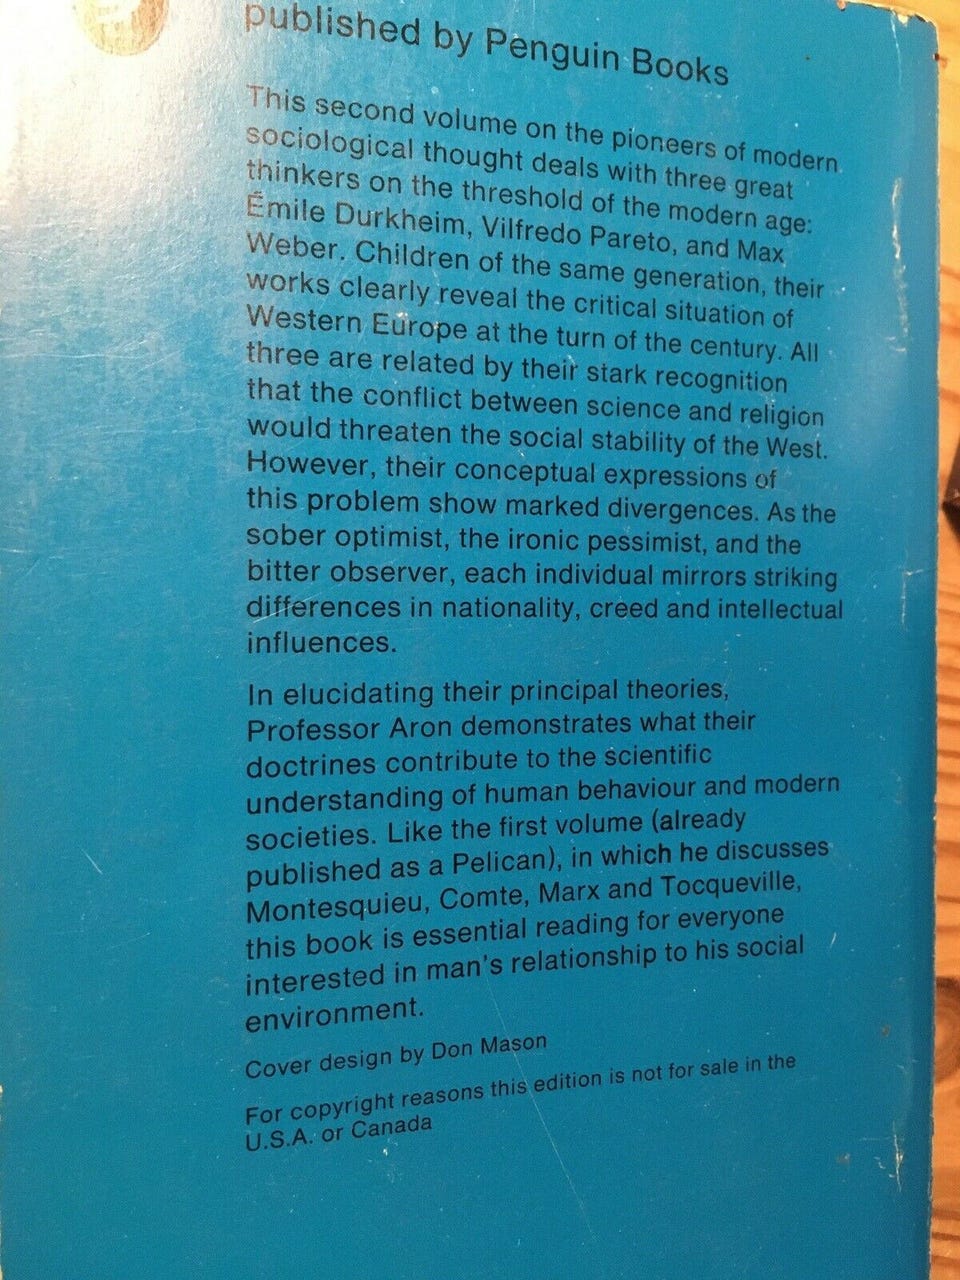 published by Penguin Books
This second volume on the pioneers of modern
sociological thought deals with three great
thinkers on the threshold of the modern age:
Émile Durkheim, Vilfredo Pareto, and Max
Weber. Children of the same generation, their
works clearly reveal the critical situation of
Western Europe at the turn of the century. All
three are related by their stark recognition
that the conflict between science and religion
would threaten the social stability of the West.
However, their conceptual expressions of
this problem show marked divergences. As the
sober optimist, the ironic pessimist, and the
bitter observer, each individual mirrors striking
differences in nationality, creed and intellectual
influences.
In elucidating their principal theories,
Professor Aron demonstrates what their
doctrines contribute to the scientific
understanding of human behaviour and modern
societies. Like the first volume (already
published as a Pelican), in which he discusses
Montesquieu, Comte, Marx and Tocqueville,
this book is essential reading for everyone
interested in man's relationship to his social
environment.
Cover design by Don Mason
For copyright reasons this edition is not for sale in the
U.S.A. or Canada